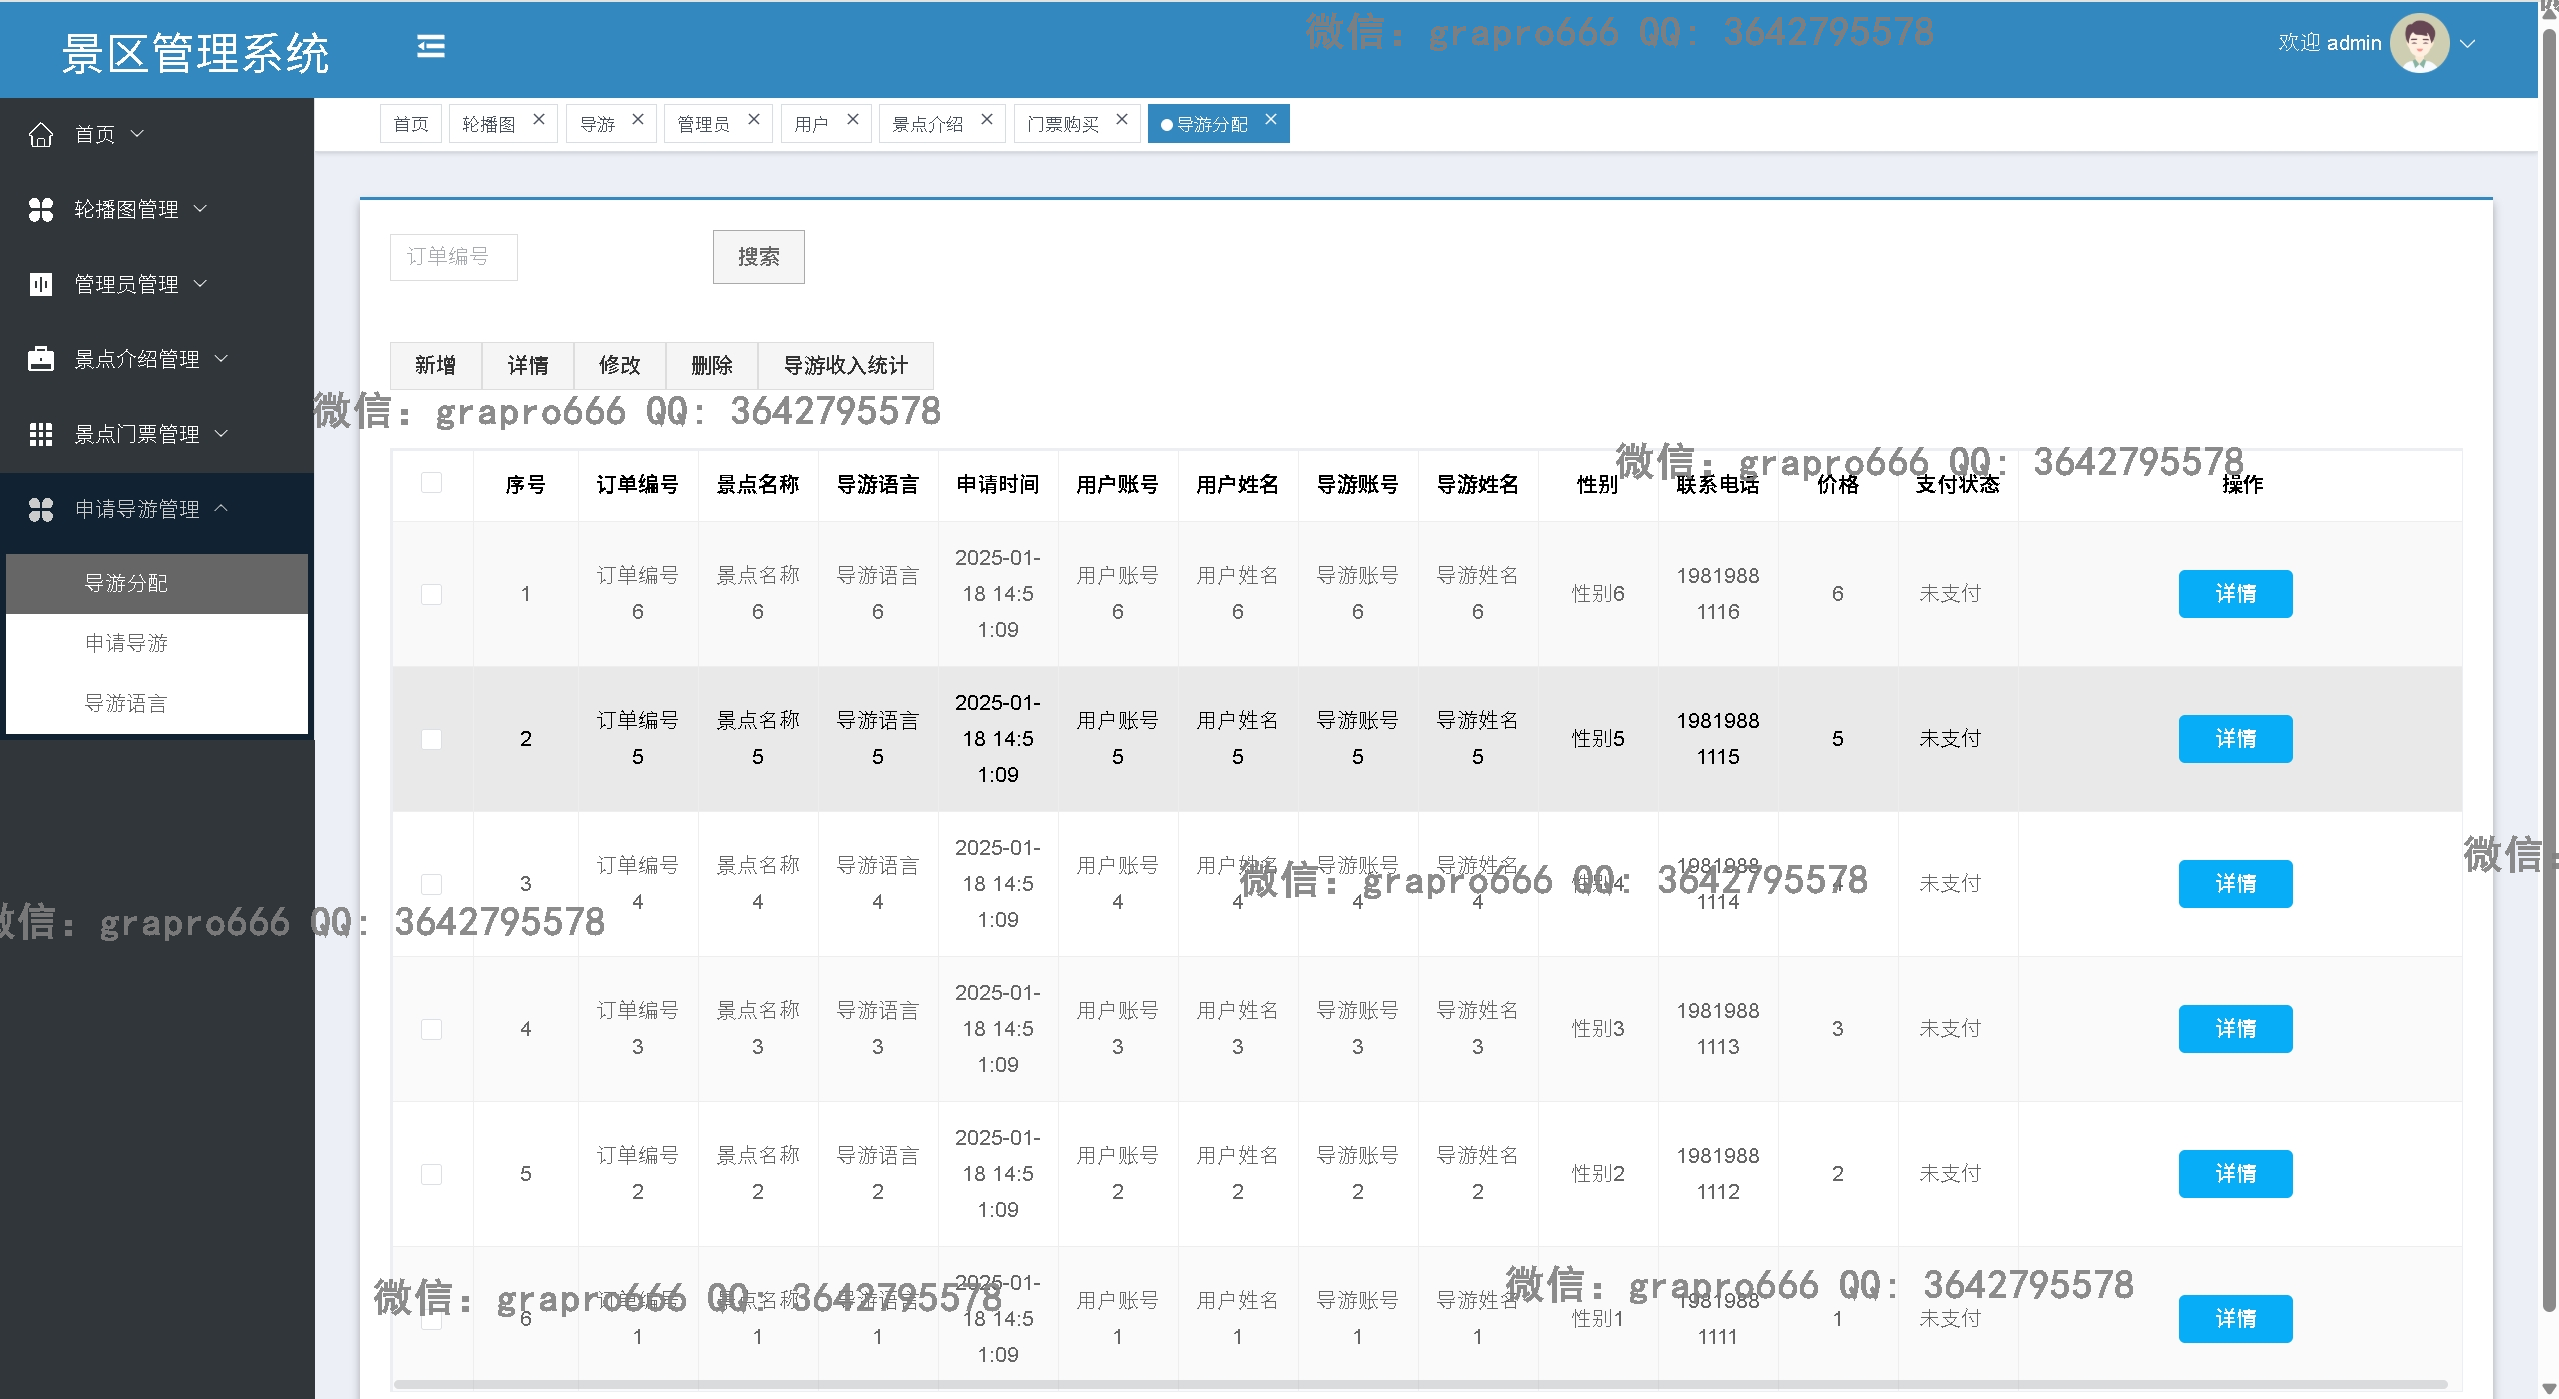 景区管理系统
微信: grapro666 QQ: 3642795578
欢迎 admin
首页
轮播图
导游
管理员
用户
景点介绍
门票购买
导游分配
首页
轮播图管理
管理员管理
景点介绍管理
景点门票管理
申请导游管理
导游分配
申请导游
导游语言
订单编号
搜索
新增 详情 修改 删除 导游收入统计
微信: grapro666 QQ: 3642795578
微信: grapro666 QQ: 3642795578
序号 订单编号 景点名称 导游语言 申请时间 用户账号 用户姓名 导游账号 导游姓名 性别 联系电话 价格 支付状态 操作
1 订单编号6 景点名称6 导游语言6 2025-01-18 14:51:09 用户账号6 用户姓名6 导游账号6 导游姓名6 性别6 19819881116 6 未支付 详情
2 订单编号5 景点名称5 导游语言5 2025-01-18 14:51:09 用户账号5 用户姓名5 导游账号5 导游姓名5 性别5 19819881115 5 未支付 详情
3 订单编号4 景点名称4 导游语言4 2025-01-18 14:51:09 用户账号4 用户姓名4 导游账号4 导游姓名4 性别4 19819881114 4 未支付 详情
微信: grapro666 QQ: 3642795578
微信:
微信: grapro666 QQ: 3642795578
4 订单编号3 景点名称3 导游语言3 2025-01-18 14:51:09 用户账号3 用户姓名3 导游账号3 导游姓名3 性别3 19819881113 3 未支付 详情
5 订单编号2 景点名称2 导游语言2 2025-01-18 14:51:09 用户账号2 用户姓名2 导游账号2 导游姓名2 性别2 19819881112 2 未支付 详情
6 订单编号1 景点名称1 导游语言1 2025-01-18 14:51:09 用户账号1 用户姓名1 导游账号1 导游姓名1 性别1 19819881111 1 未支付 详情
微信: grapro666 QQ: 3642795578
微信: grapro666 QQ: 3642795578